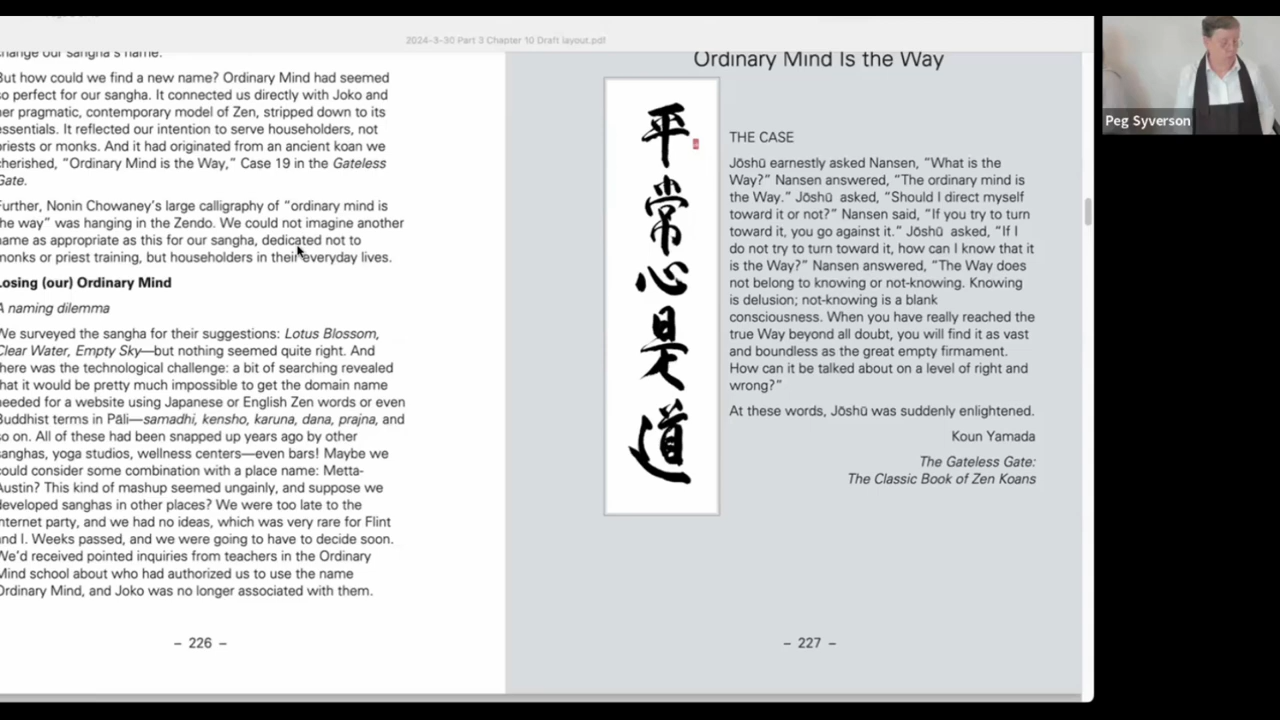 2024-3-30 Part 3 Chapter 10 Draft layout.pdf
change our sangha's name.
But how could we find a new name? Ordinary Mind had seemed
so perfect for our sangha. It connected us directly with Joko and
her pragmatic, contemporary model of Zen, stripped down to its
essentials. It reflected our intention to serve householders, not
priests or monks. And it had originated from an ancient koan we
cherished, “Ordinary Mind is the Way,” Case 19 in the Gateless
Gate.
Further, Nonin Chowaney's large calligraphy of “ordinary mind is
the way” was hanging in the Zendo. We could not imagine another
name as appropriate as this for our sangha, dedicated not to
monks or priest training, but householders in their everyday lives.
Losing (our) Ordinary Mind
A naming dilemma
We surveyed the sangha for their suggestions: Lotus Blossom,
Clear Water, Empty Sky—but nothing seemed quite right. And
there was the technological challenge: a bit of searching revealed
that it would be pretty much impossible to get the domain name
needed for a website using Japanese or English Zen words or even
Buddhist terms in Pāli—samadhi, kensho, karuna, dana, prajna, and
so on. All of these had been snapped up years ago by other
sanghas, yoga studios, wellness centers—even bars! Maybe we
could consider some combination with a place name: Metta-
Austin? This kind of mashup seemed ungainly, and suppose we
developed sanghas in other places? We were too late to the
internet party, and we had no ideas, which was very rare for Flint
and I. Weeks passed, and we were going to have to decide soon.
We'd received pointed inquiries from teachers in the Ordinary
Mind school about who had authorized us to use the name
Ordinary Mind, and Joko was no longer associated with them.
– 226 –
Ordinary Mind Is the Way
平常心是道
THE CASE
Jōshū earnestly asked Nansen, “What is the
Way?” Nansen answered, “The ordinary mind is
the Way.” Jōshū asked, “Should I direct myself
toward it or not?” Nansen said, “If you try to turn
toward it, you go against it.” Jōshū asked, “If I
do not try to turn toward it, how can I know that it
is the Way?” Nansen answered, “The Way does
not belong to knowing or not-knowing. Knowing
is delusion; not-knowing is a blank
consciousness. When you have really reached the
true Way beyond all doubt, you will find it as vast
and boundless as the great empty firmament.
How can it be talked about on a level of right and
wrong?”
At these words, Jōshū was suddenly enlightened.
Koun Yamada
The Gateless Gate:
The Classic Book of Zen Koans
– 227 –
Peg Syverson